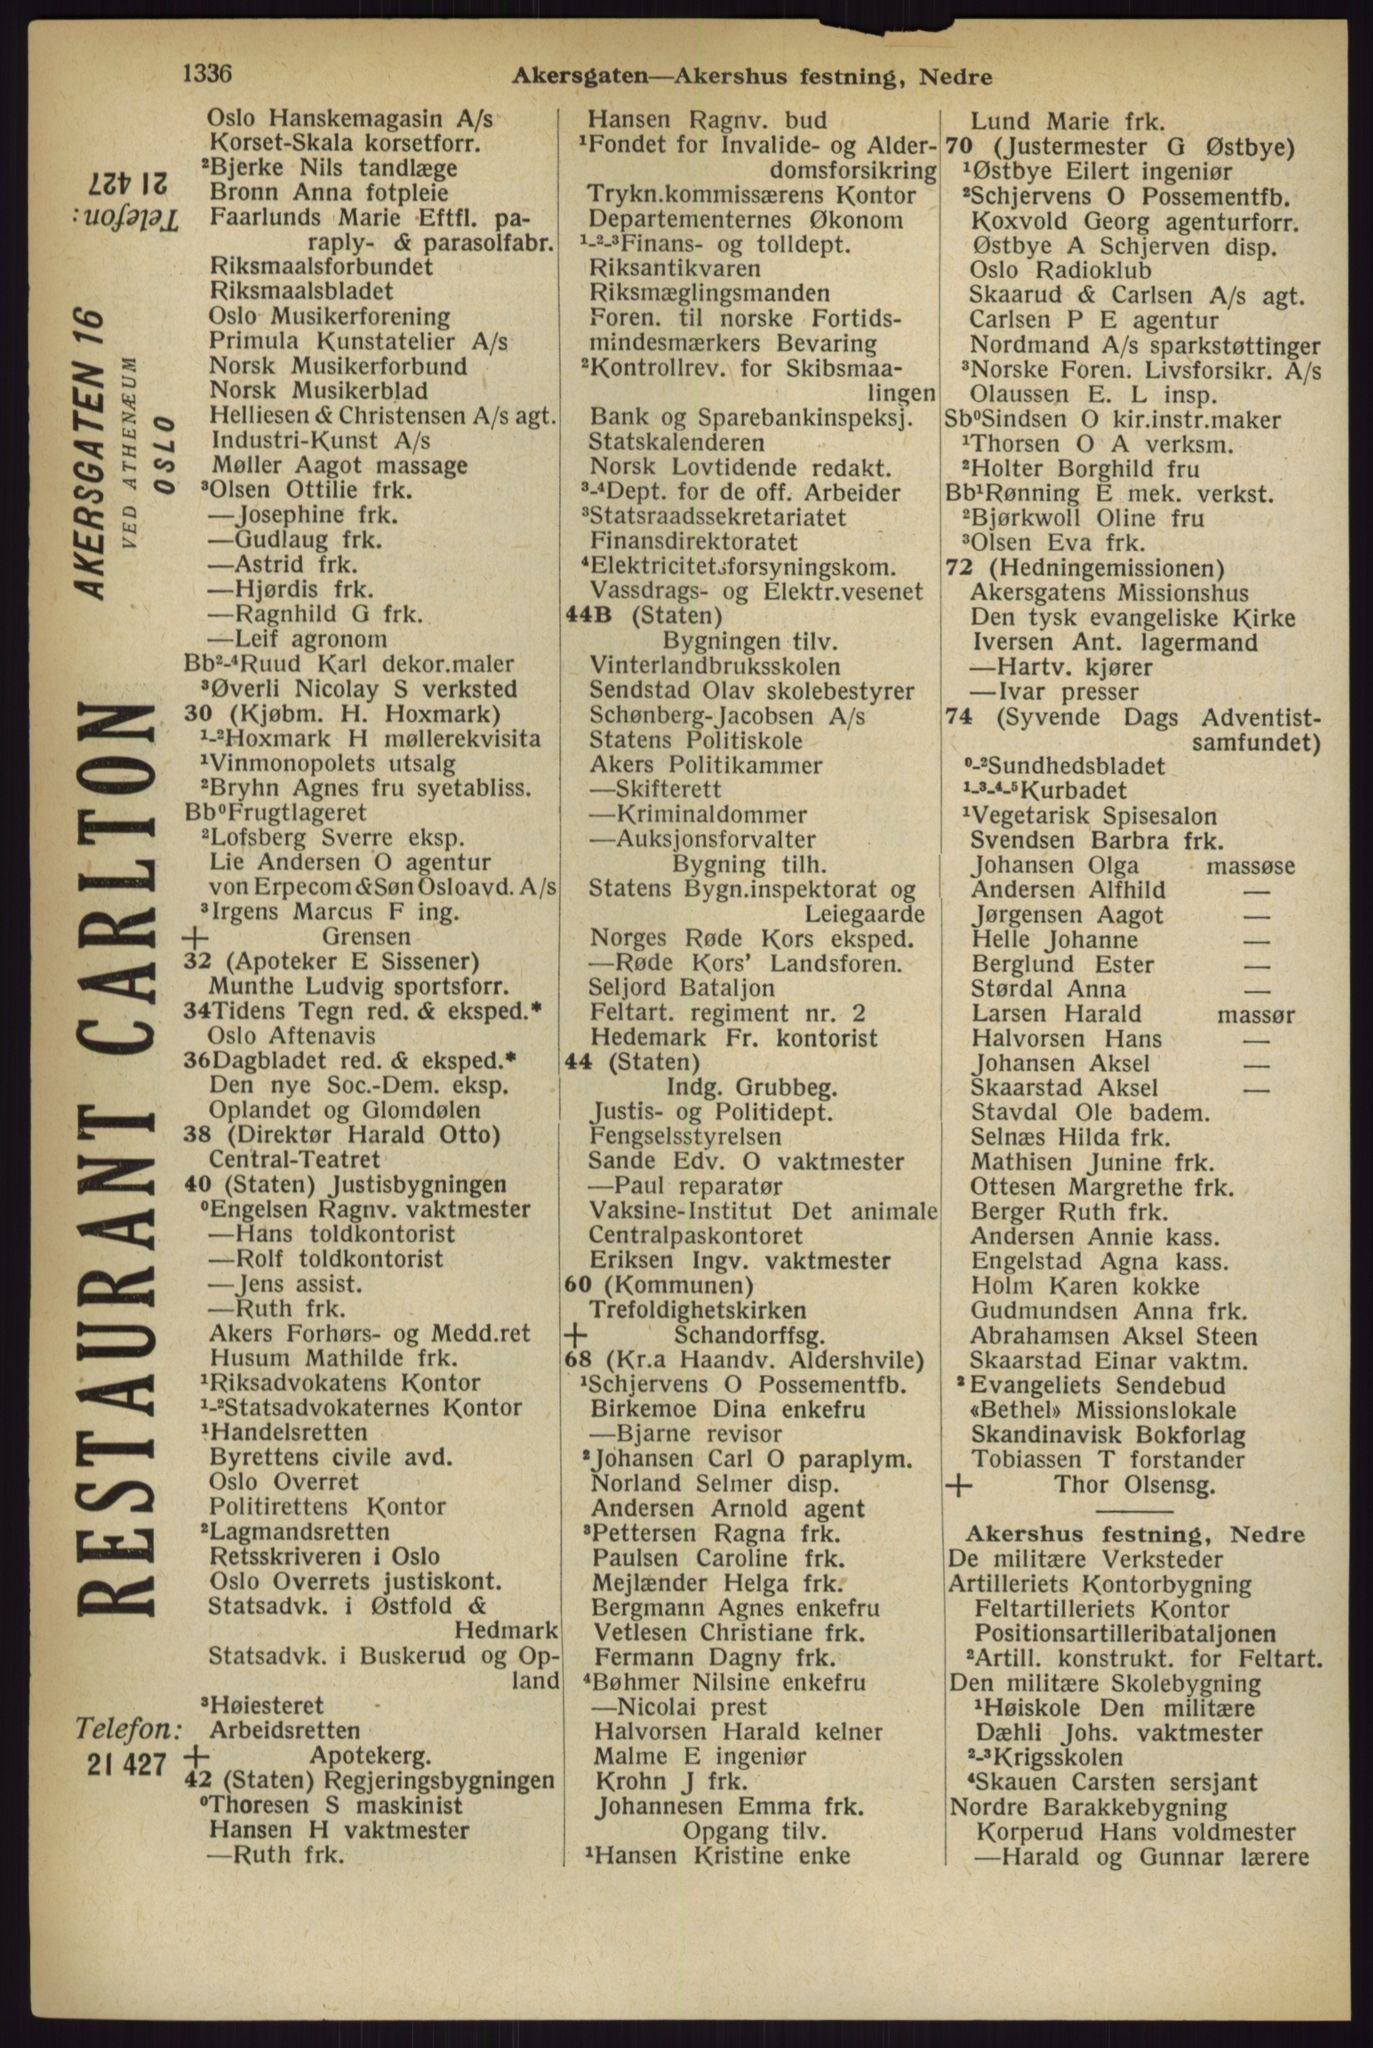 1336
Akersgaten—Akershus festning, Nedre
Telefon:
21 427
AKERSGATEN 16
VED ATHENÆUM
OSLO
RESTAURANT CARLTON
Telefon:
21 427
Oslo Hanskemagasin A/s
Korset-Skala korsetforr.
²Bjerke Nils tandlæge
Bronn Anna fotpleie
Faarlunds Marie Eftfl. pa-
raply- & parasolfabr.
Riksmaalsforbundet
Riksmaalsbladet
Oslo Musikerforening
Primula Kunstatelier A/s
Norsk Musikerforbund
Norsk Musikerblad
Helliesen & Christensen A/s agt.
Industri-Kunst A/s
Møller Aagot massage
³Olsen Ottilie frk.
—Josephine frk.
—Gudlaug frk.
—Astrid frk.
—Hjørdis frk.
—Ragnhild G frk.
—Leif agronom
Bb²-⁴Ruud Karl dekor.maler
³Øverli Nicolay S verksted
30 (Kjøbm. H. Hoxmark)
¹-²Hoxmark H møllerekvisita
¹Vinmonopolets utsalg
²Bryhn Agnes fru syetabliss.
Bb⁰Frugtlageret
²Lofsberg Sverre eksp.
Lie Andersen O agentur
von Erpecom&Søn Osloavd. A/s
³Irgens Marcus F ing.
+ Grensen
32 (Apoteker E Sissener)
Munthe Ludvig sportsforr.
34Tidens Tegn red. & eksped.*
Oslo Aftenavis
36Dagbladet red. & eksped.*
Den nye Soc.-Dem. eksp.
Oplandet og Glomdølen
38 (Direktør Harald Otto)
Central-Teatret
40 (Staten) Justisbygningen
⁰Engelsen Ragnv. vaktmester
—Hans toldkontorist
—Rolf toldkontorist
—Jens assist.
—Ruth frk.
Akers Forhørs- og Medd.ret
Husum Mathilde frk.
¹Riksadvokatens Kontor
¹-²Statsadvokaternes Kontor
¹Handelsretten
Byrettens civile avd.
Oslo Overret
Politirettens Kontor
²Lagmandsretten
Retsskriveren i Oslo
Oslo Overrets justiskont.
Statsadvk. i Østfold &
Hedmark
Statsadvk. i Buskerud og Op-
land
³Høiesteret
Arbeidsretten
+ Apotekerg.
42 (Staten) Regjeringsbygningen
⁰Thoresen S maskinist
Hansen H vaktmester
—Ruth frk.
Hansen Ragnv. bud
¹Fondet for Invalide- og Alder-
domsforsikring
Trykn.kommissærens Kontor
Departementernes Økonom
¹-²-³Finans- og tolldept.
Riksantikvaren
Riksmæglingsmanden
Foren. til norske Fortids-
mindesmærkers Bevaring
²Kontrollrev. for Skibsmaa-
lingen
Bank og Sparebankinspeksj.
Statskalenderen
Norsk Lovtidende redakt.
³-⁴Dept. for de off. Arbeider
³Statsraadssekretariatet
Finansdirektoratet
⁴Elektricitetsforsyningskom.
Vassdrags- og Elektr.vesenet
44B (Staten)
Bygningen tilv.
Vinterlandbruksskolen
Sendstad Olav skolebestyrer
Schønberg-Jacobsen A/s
Statens Politiskole
Akers Politikammer
—Skifterett
—Kriminaldommer
—Auksjonsforvalter
Bygning tilh.
Statens Bygn.inspektorat og
Leiegaarde
Norges Røde Kors eksped.
—Røde Kors' Landsforen.
Seljord Bataljon
Feltart. regiment nr. 2
Hedemark Fr. kontorist
44 (Staten)
Indg. Grubbeg.
Justis- og Politidept.
Fengselsstyrelsen
Sande Edv. O vaktmester
—Paul reparatør
Vaksine-Institut Det animale
Centralpaskontoret
Eriksen Ingv. vaktmester
60 (Kommunen)
Trefoldighetskirken
+ Schandorffsg.
68 (Kr.a Haandv. Aldershvile)
¹Schjervens O Possementfb.
Birkemoe Dina enkefru
—Bjarne revisor
²Johansen Carl O paraplym.
Norland Selmer disp.
Andersen Arnold agent
³Pettersen Ragna frk.
Paulsen Caroline frk.
Mejlænder Helga frk.
Bergmann Agnes enkefru
Vetlesen Christiane frk.
Fermann Dagny frk.
⁴Bøhmer Nilsine enkefru
—Nicolai prest
Halvorsen Harald kelner
Malme E ingeniør
Krohn J frk.
Johannesen Emma frk.
Opgang tilv.
¹Hansen Kristine enke
Lund Marie frk.
70 (Justermester G Østbye)
¹Østbye Eilert ingeniør
²Schjervens O Possementfb.
Koxvold Georg agenturforr.
Østbye A Schjerven disp.
Oslo Radioklub
Skaarud & Carlsen A/s agt.
Carlsen P E agentur
Nordmand A/s sparkstøttinger
³Norske Foren. Livsforsikr. A/s
Olaussen E. L insp.
Sb⁰Sindsen O kir.instr.maker
¹Thorsen O A verksm.
²Holter Borghild fru
Bb¹Rønning E mek. verkst.
²Bjørkwoll Oline fru
³Olsen Eva frk.
72 (Hedningemissionen)
Akersgatens Missionshus
Den tysk evangeliske Kirke
Iversen Ant. lagermand
—Hartv. kjører
—Ivar presser
74 (Syvende Dags Adventist-
samfundet)
⁰-²Sundhedsbladet
¹-³-⁴-⁵Kurbadet
¹Vegetarisk Spisesalon
Svendsen Barbra frk.
Johansen Olga massøse
Andersen Alfhild —
Jørgensen Aagot —
Helle Johanne —
Berglund Ester —
Størdal Anna —
Larsen Harald massør
Halvorsen Hans —
Johansen Aksel —
Skaarstad Aksel —
Stavdal Ole badem.
Selnæs Hilda frk.
Mathisen Junine frk.
Ottesen Margrethe frk.
Berger Ruth frk.
Andersen Annie kass.
Engelstad Agna kass.
Holm Karen kokke
Gudmundsen Anna frk.
Abrahamsen Aksel Steen
Skaarstad Einar vaktm.
²Evangeliets Sendebud
«Bethel» Missionslokale
Skandinavisk Bokforlag
Tobiassen T forstander
+ Thor Olsensg.
Akershus festning, Nedre
De militære Verksteder
Artilleriets Kontorbygning
Feltartilleriets Kontor
Positionsartilleribataljonen
²Artill. konstrukt. for Feltart.
Den militære Skolebygning
¹Høiskole Den militære
Dæhli Johs. vaktmester
²-³Krigsskolen
⁴Skauen Carsten sersjant
Nordre Barakkebygning
Korperud Hans voldmester
—Harald og Gunnar lærere